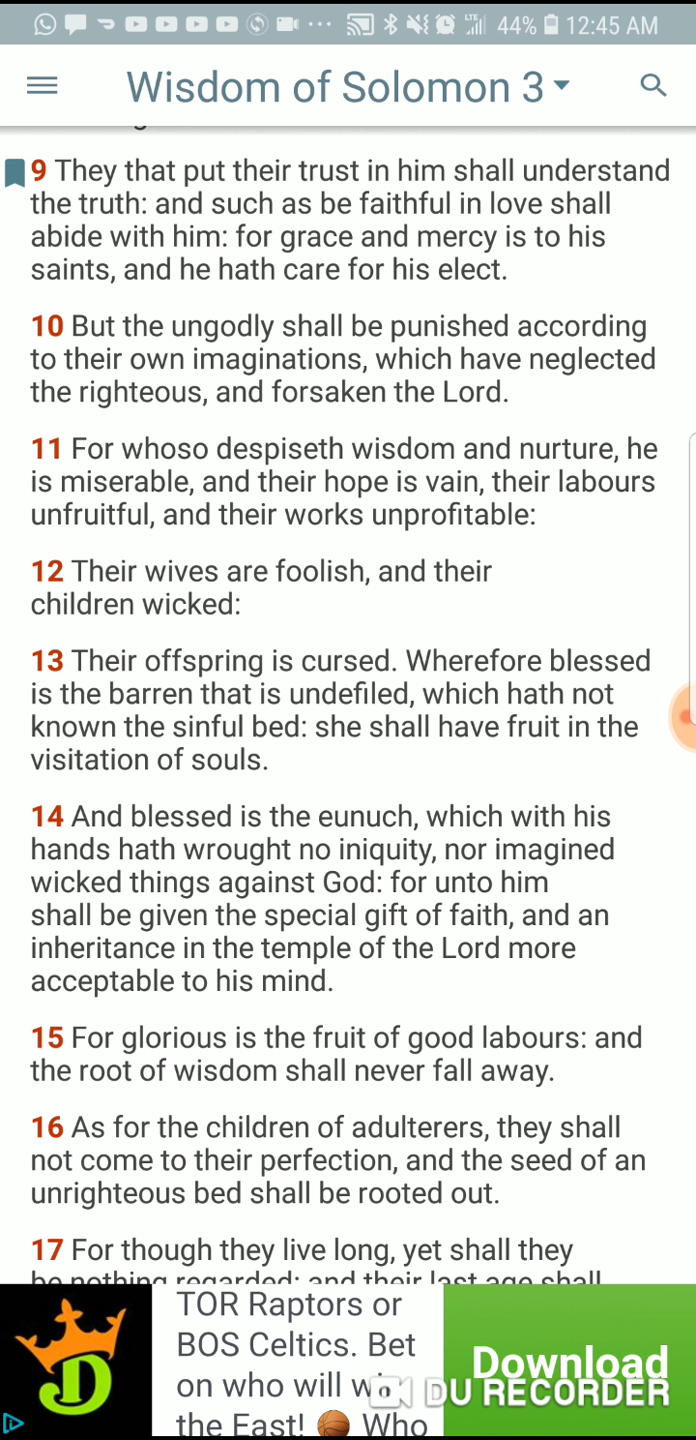 LTE 44% 12:45 AM
Wisdom of Solomon 3
9 They that put their trust in him shall understand
the truth: and such as be faithful in love shall
abide with him: for grace and mercy is to his
saints, and he hath care for his elect.
10 But the ungodly shall be punished according
to their own imaginations, which have neglected
the righteous, and forsaken the Lord.
11 For whoso despiseth wisdom and nurture, he
is miserable, and their hope is vain, their labours
unfruitful, and their works unprofitable:
12 Their wives are foolish, and their
children wicked:
13 Their offspring is cursed. Wherefore blessed
is the barren that is undefiled, which hath not
known the sinful bed: she shall have fruit in the
visitation of souls.
14 And blessed is the eunuch, which with his
hands hath wrought no iniquity, nor imagined
wicked things against God: for unto him
shall be given the special gift of faith, and an
inheritance in the temple of the Lord more
acceptable to his mind.
15 For glorious is the fruit of good labours: and
the root of wisdom shall never fall away.
16 As for the children of adulterers, they shall
not come to their perfection, and the seed of an
unrighteous bed shall be rooted out.
17 For though they live long, yet shall they
be nothing regarded: and their last age shall
TOR Raptors or
BOS Celtics. Bet
on who will
the East! 🏀 Who
Download
DU RECORDER